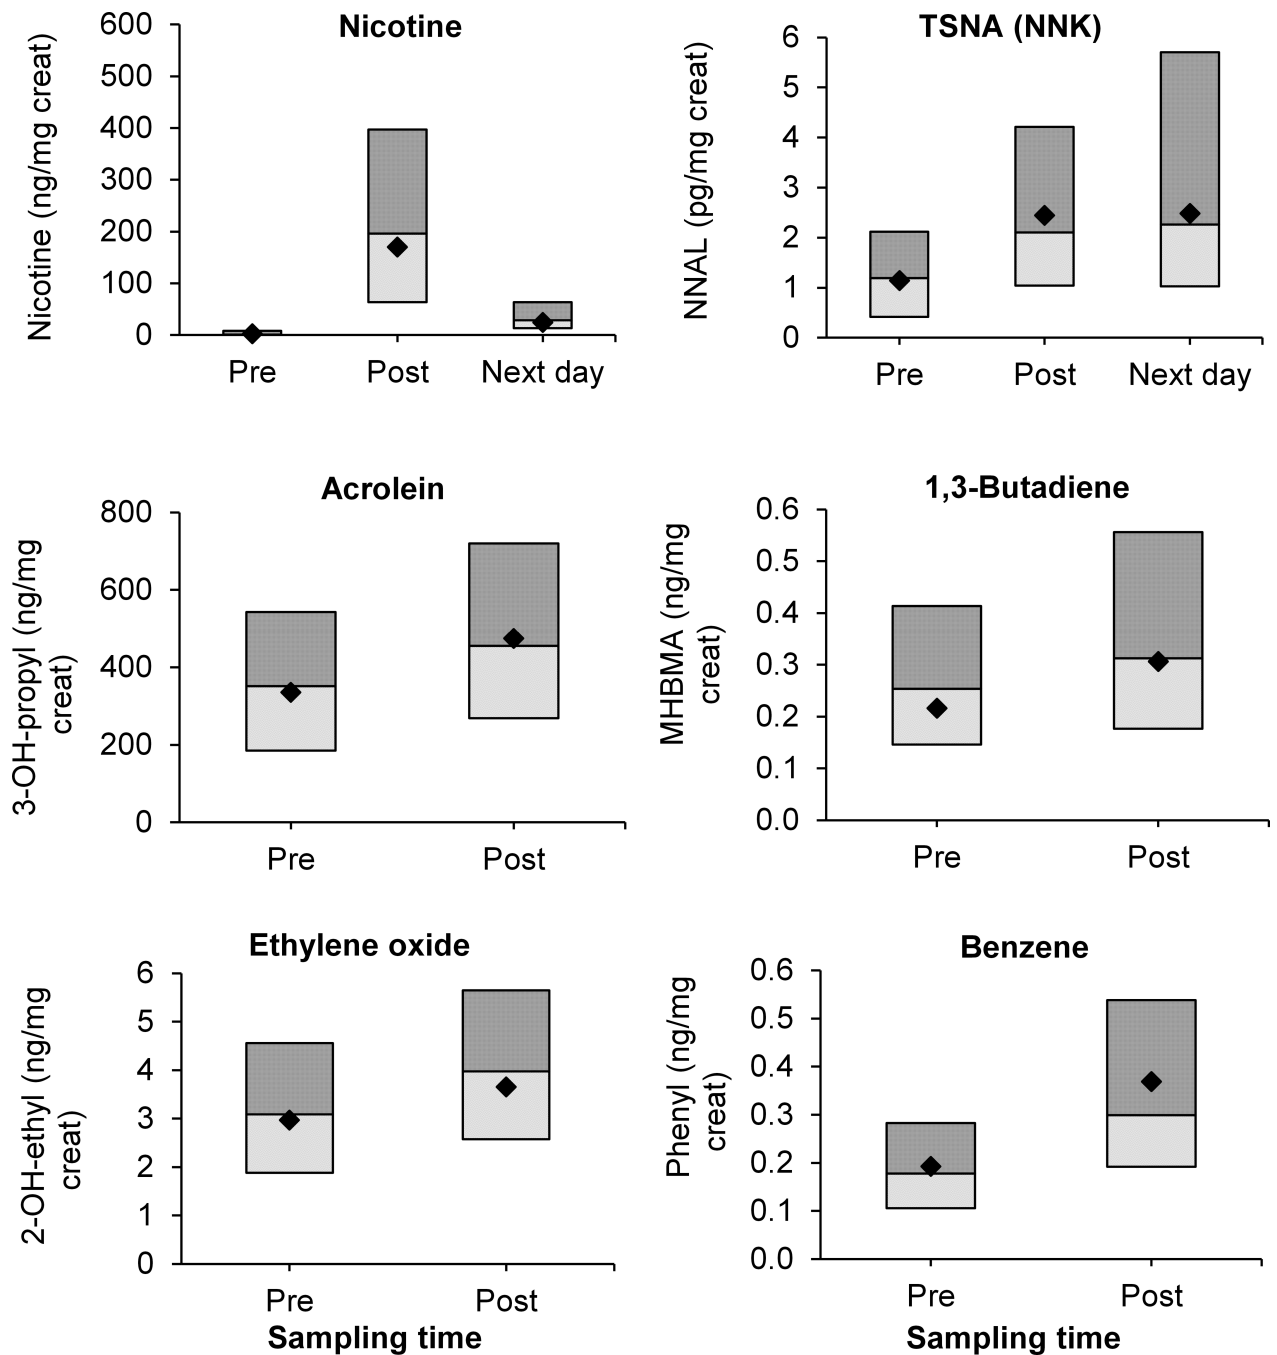 Nicotine
Nicotine (ng/mg creat)
600
500
400
300
200
100
0
Pre
Post
Next day
TSNA (NNK)
NNAL (pg/mg creat)
6
5
4
3
2
1
0
Pre
Post
Next day
Acrolein
3-OH-propyl (ng/mg
creat)
800
600
400
200
0
Pre
Post
1,3-Butadiene
MHBMA (ng/mg
creat)
0.6
0.5
0.4
0.3
0.2
0.1
0.0
Pre
Post
Ethylene oxide
2-OH-ethyl (ng/mg
creat)
6
5
4
3
2
1
0
Pre
Post
Sampling time
Benzene
Phenyl (ng/mg
creat)
0.6
0.5
0.4
0.3
0.2
0.1
0.0
Pre
Post
Sampling time